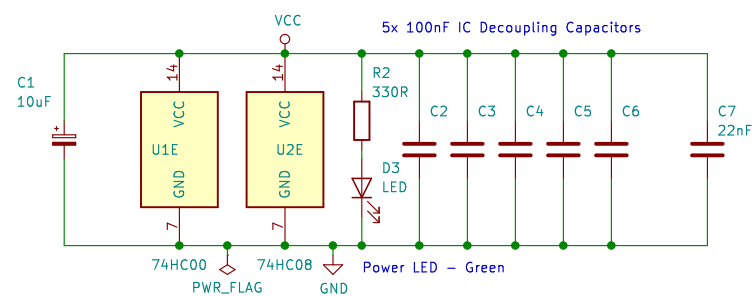 VCC
5x 100nF IC Decoupling Capacitors
C1
10uF
+
14
VCC
U1E
GND
7
74HC00
14
VCC
U2E
GND
7
74HC08
PWR_FLAG
GND
R2
330R
D3
LED
Power LED - Green
C2
C3
C4
C5
C6
C7
22nF